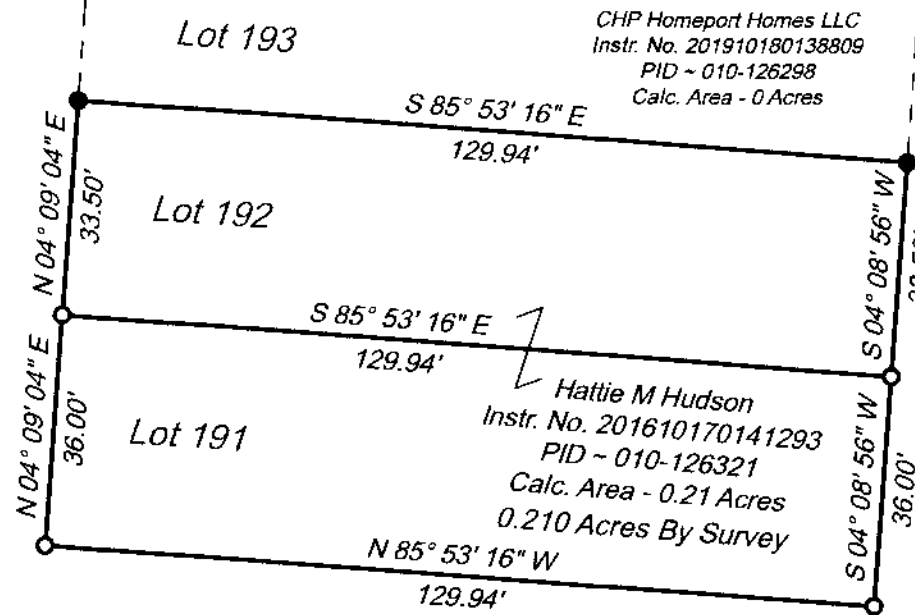 Lot 193
CHP Homeport Homes LLC
Instr. No. 201910180138809
PID ~ 010-126298
Calc. Area - 0 Acres
S 85° 53' 16" E
129.94'
N 04° 09' 04" E
33.50'
Lot 192
S 04° 08' 56" W
S 85° 53' 16" E
129.94'
N 04° 09' 04" E
36.00'
Lot 191
Hattie M Hudson
Instr. No. 201610170141293
PID ~ 010-126321
Calc. Area - 0.21 Acres
0.210 Acres By Survey
S 04° 08' 56" W
36.00'
N 85° 53' 16" W
129.94'